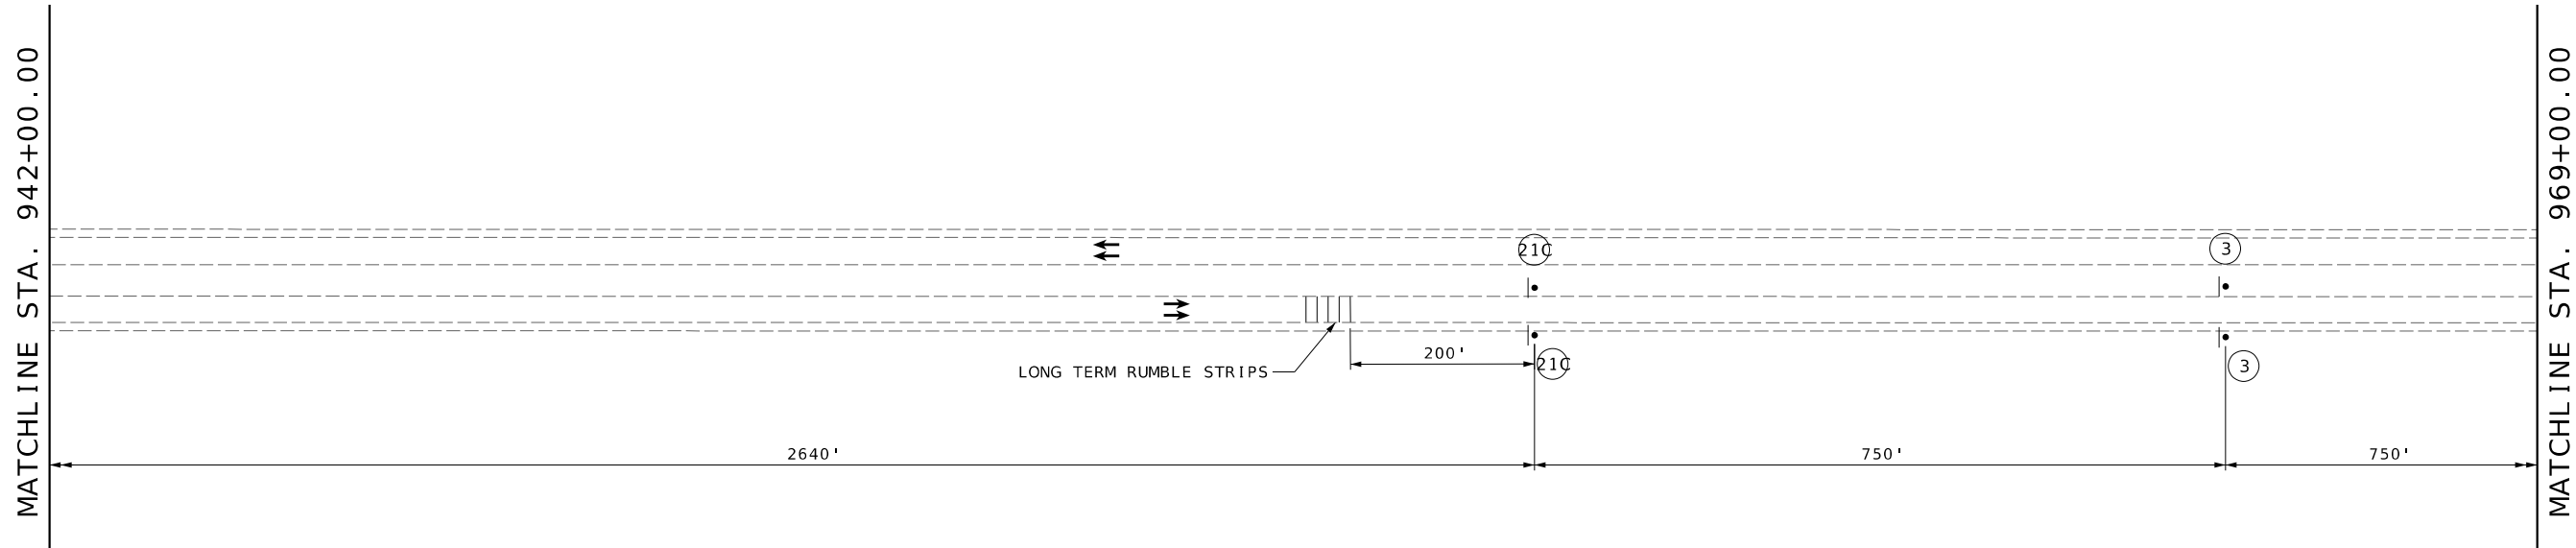 MATCHLINE STA. 942+00.00
21C
3
LONG TERM RUMBLE STRIPS
200'
21C
3
2640'
750'
750'
MATCHLINE STA. 969+00.00